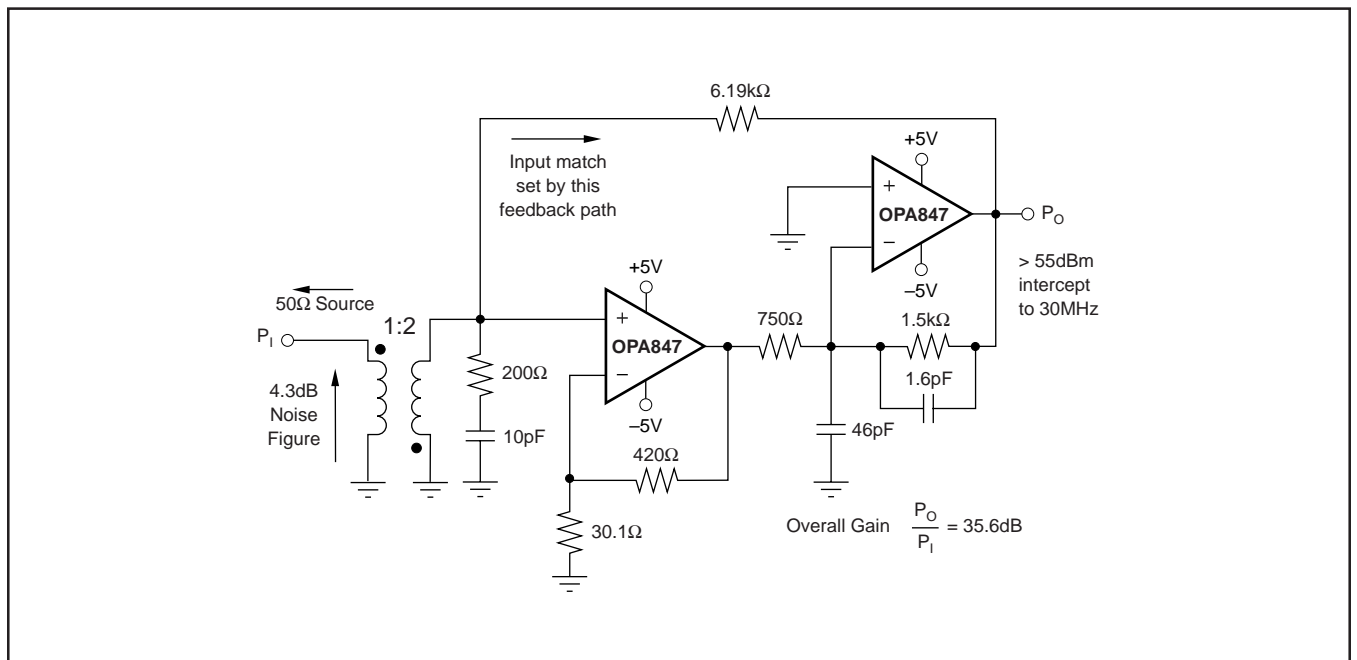 6.19kΩ
Input match
set by this
feedback path
+5V
+
OPA847
−
−5V
P_O
> 55dBm
intercept
to 30MHz
50Ω Source
P_I
1:2
4.3dB
Noise
Figure
200Ω
10pF
+5V
+
OPA847
−
−5V
750Ω
1.5kΩ
1.6pF
46pF
420Ω
30.1Ω
Overall Gain P_O/P_I = 35.6dB